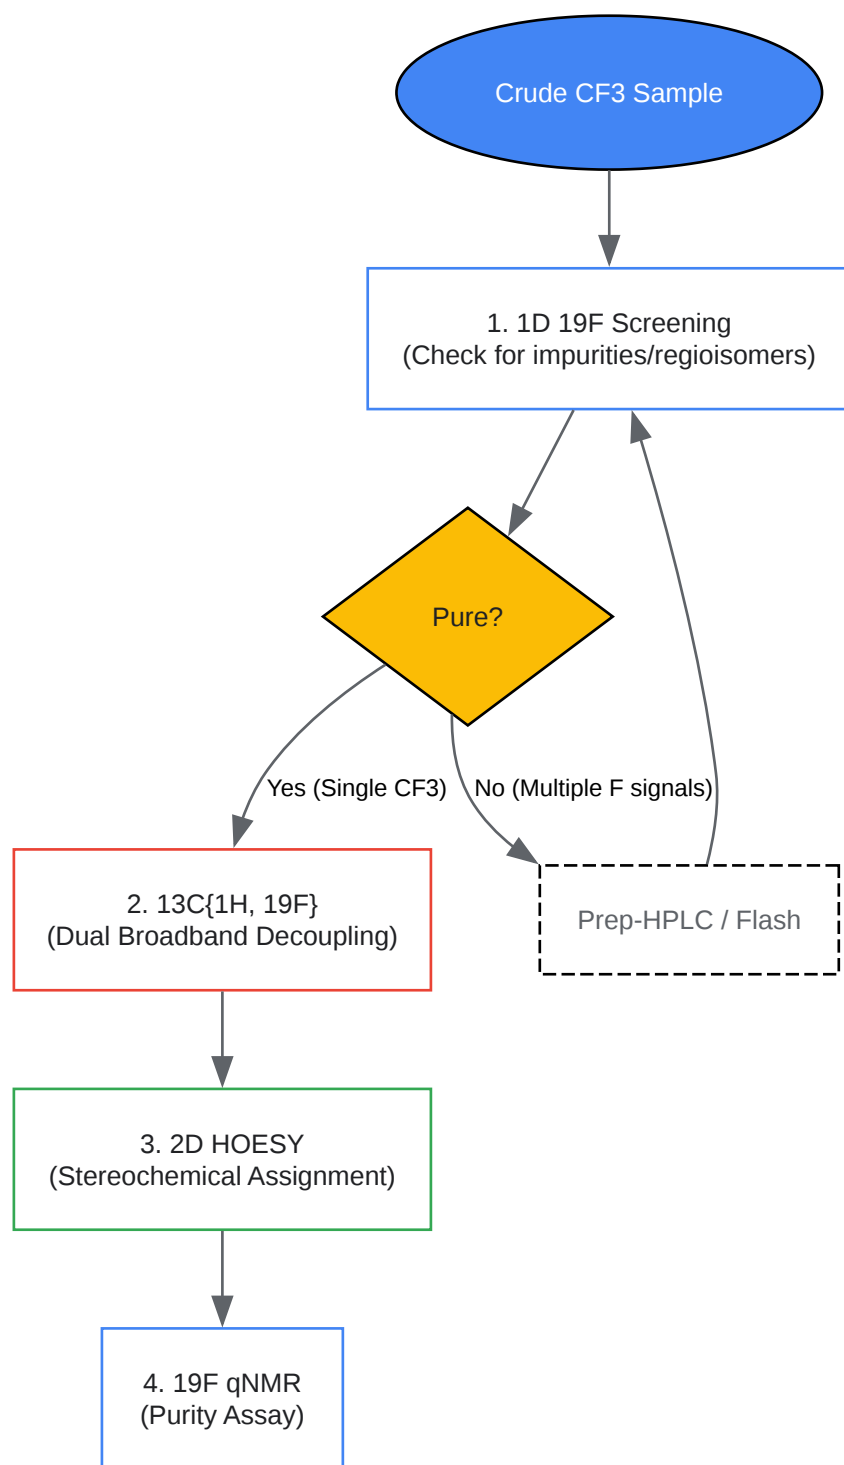 Crude CF3 Sample
1. 1D 19F Screening
(Check for impurities/regioisomers)
Pure?
Yes (Single CF3)
No (Multiple F signals)
2. 13C{1H, 19F}
(Dual Broadband Decoupling)
Prep-HPLC / Flash
3. 2D HOESY
(Stereochemical Assignment)
4. 19F qNMR
(Purity Assay)